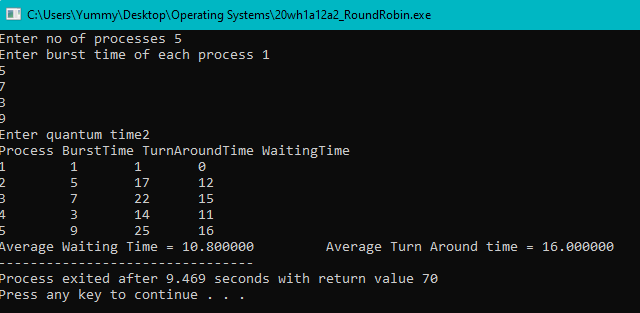 C:\Users\Yummy\Desktop\Operating Systems\20wh1a12a2_RoundRobin.exe
Enter no of processes 5
Enter burst time of each process 1
5
7
3
9
Enter quantum time2
Process BurstTime TurnAroundTime WaitingTime
1 1 1 0
2 5 17 12
3 7 22 15
4 3 14 11
5 9 25 16
Average Waiting Time = 10.800000 Average Turn Around time = 16.000000
--------------------------------
Process exited after 9.469 seconds with return value 70
Press any key to continue . . .